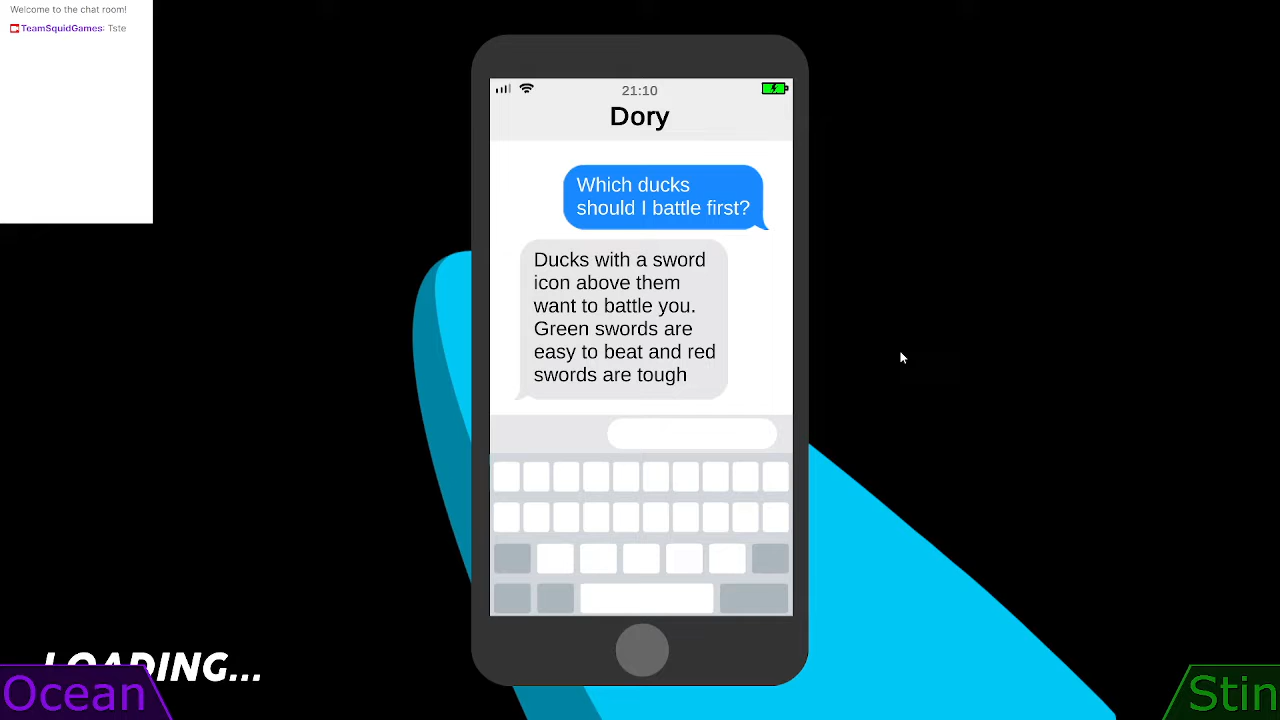 Welcome to the chat room!
TeamSquidGames: Tste
21:10
Dory
Which ducks
should I battle first?
Ducks with a sword
icon above them
want to battle you.
Green swords are
easy to beat and red
swords are tough
LOADING...
Ocean
Stin